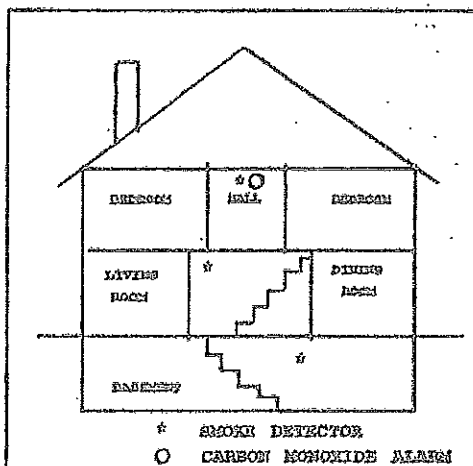 BEDROOM HALL BEDROOM
LIVING ROOM
DINING ROOM
BASEMENT
* SMOKE DETECTOR
O CARBON MONOXIDE ALARM